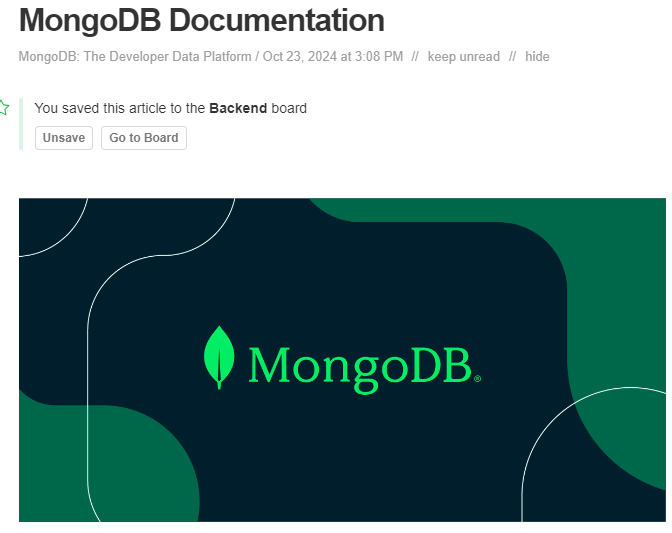 MongoDB Documentation
MongoDB: The Developer Data Platform / Oct 23, 2024 at 3:08 PM // keep unread // hide
You saved this article to the Backend board
Unsave Go to Board
MongoDB®